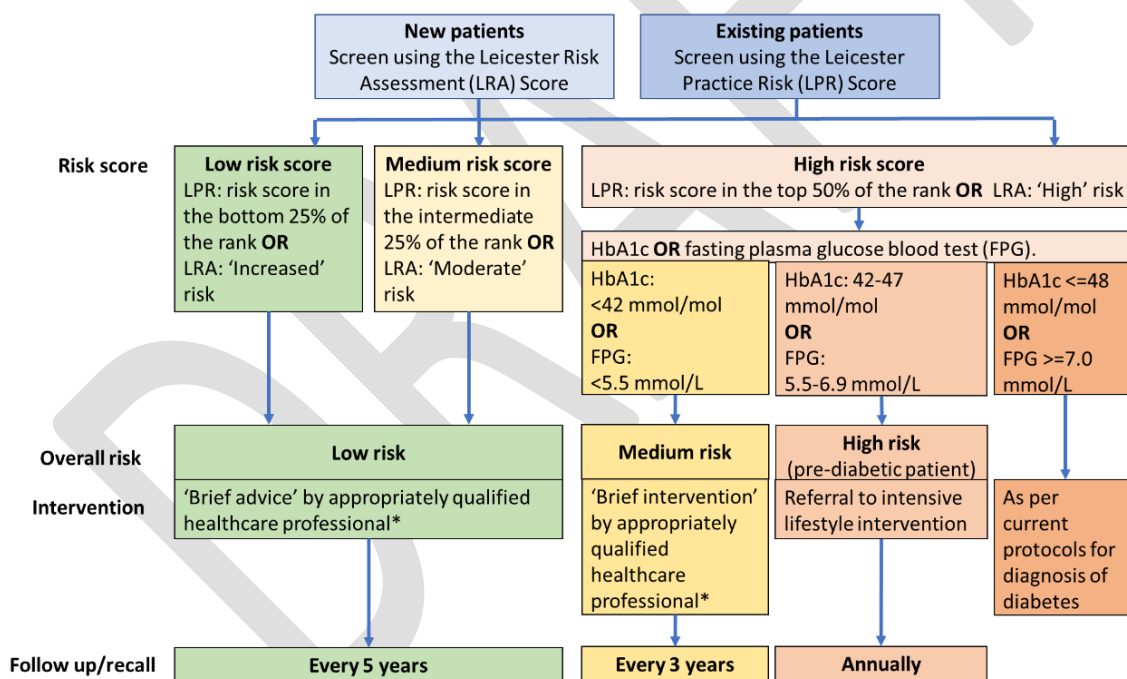 New patients
Screen using the Leicester Risk
Assessment (LRA) Score
Existing patients
Screen using the Leicester
Practice Risk (LPR) Score
Risk score
Low risk score
LPR: risk score in
the bottom 25% of
the rank OR
LRA: ‘Increased’
risk
Medium risk score
LPR: risk score in
the intermediate
25% of the rank OR
LRA: ‘Moderate’
risk
High risk score
LPR: risk score in the top 50% of the rank OR LRA: ‘High’ risk
HbA1c OR fasting plasma glucose blood test (FPG).
HbA1c:
<42 mmol/mol
OR
FPG:
<5.5 mmol/L
HbA1c: 42-47
mmol/mol
OR
FPG:
5.5-6.9 mmol/L
HbA1c <=48
mmol/mol
OR
FPG >=7.0
mmol/L
Overall risk
Low risk
Medium risk
High risk
(pre-diabetic patient)
Intervention
‘Brief advice’ by appropriately qualified
healthcare professional*
‘Brief intervention’
by appropriately
qualified
healthcare
professional*
Referral to intensive
lifestyle intervention
As per
current
protocols for
diagnosis of
diabetes
Follow up/recall
Every 5 years
Every 3 years
Annually